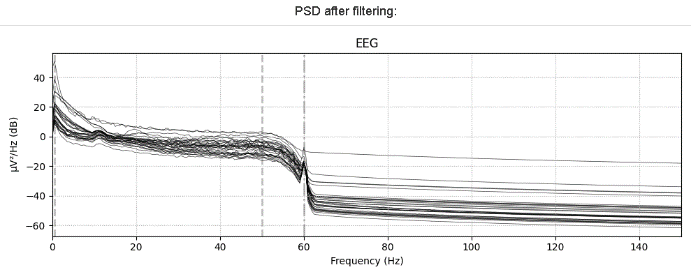 PSD after filtering:
EEG
40
20
0
−20
−40
−60
µV²/Hz (dB)
0 20 40 60 80 100 120 140
Frequency (Hz)